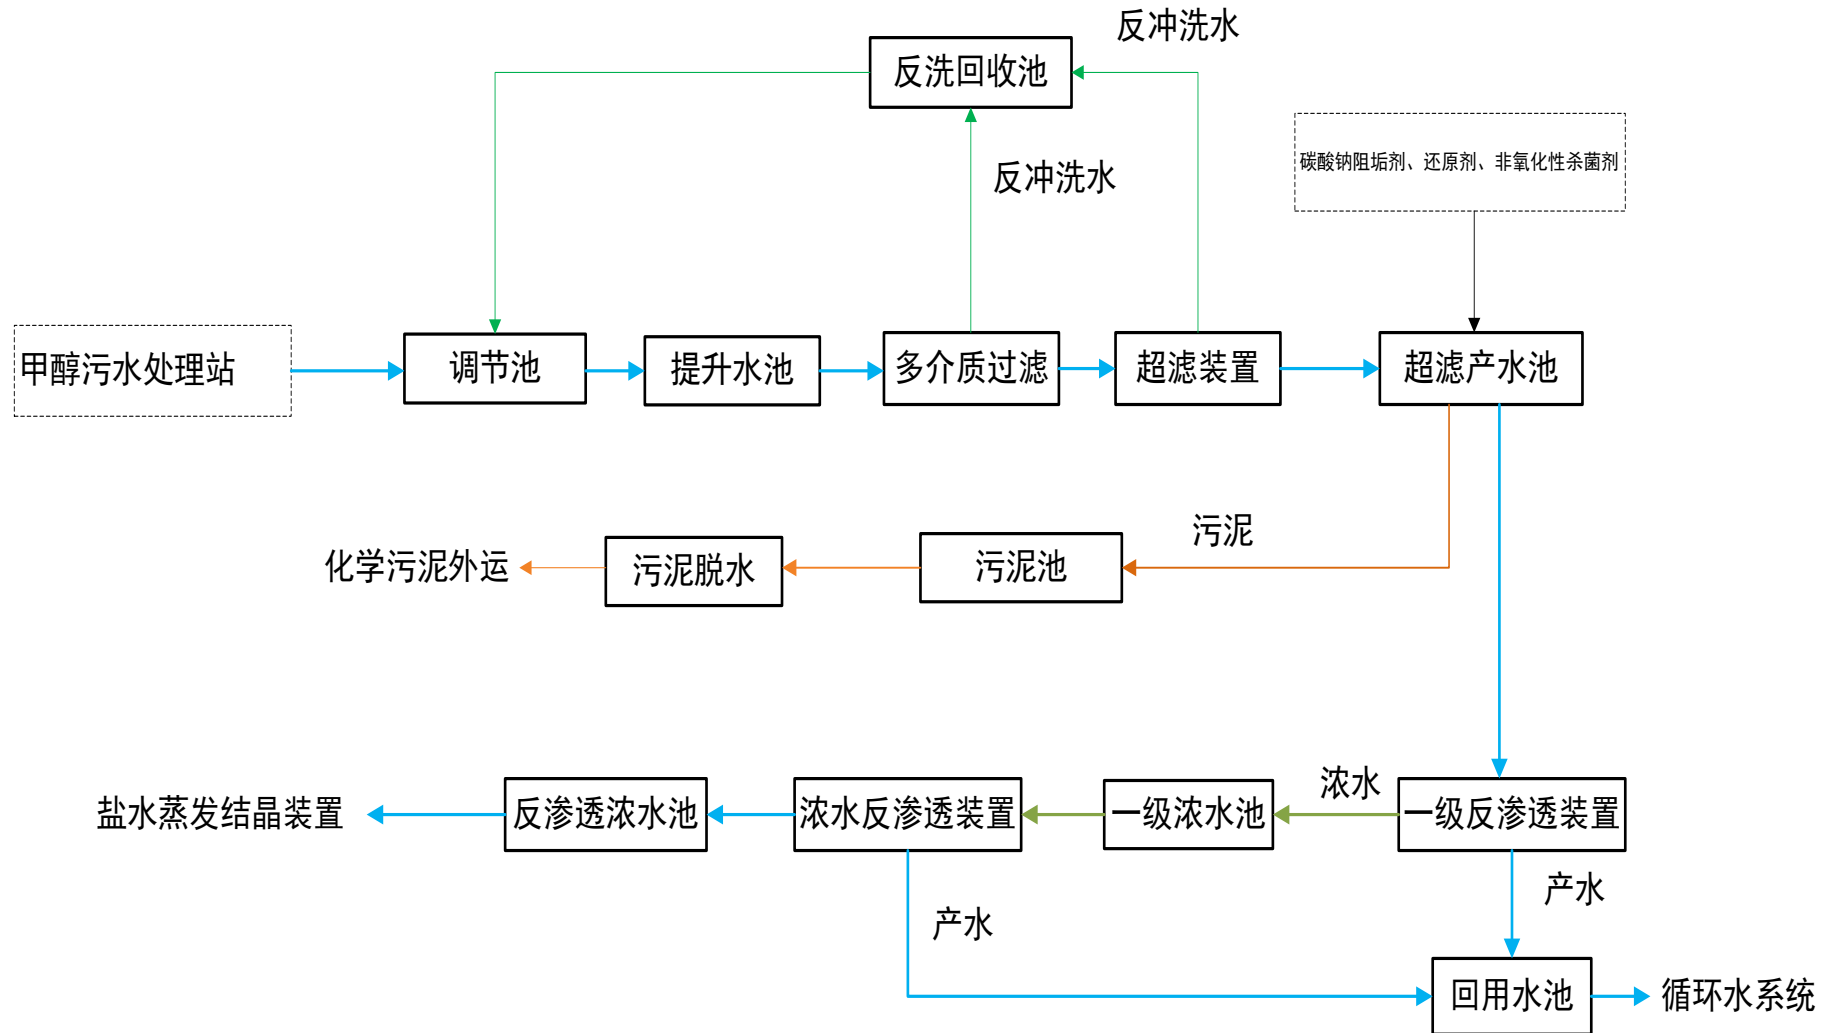 反冲洗水
反洗回收池
碳酸钠阻垢剂、还原剂、非氧化性杀菌剂
反冲洗水
甲醇污水处理站
调节池
提升水池
多介质过滤
超滤装置
超滤产水池
污泥
化学污泥外运
污泥脱水
污泥池
浓水
盐水蒸发结晶装置
反渗透浓水池
浓水反渗透装置
一级浓水池
一级反渗透装置
产水
产水
回用水池
循环水系统